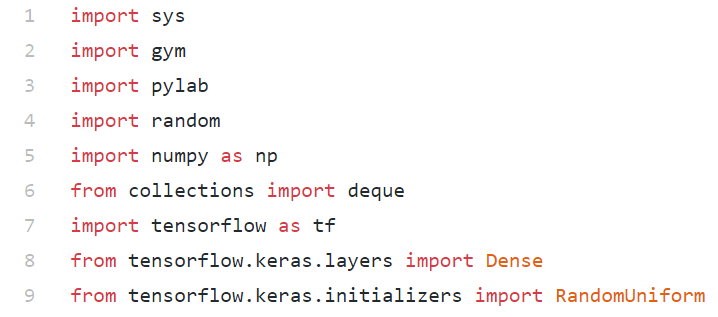 1 import sys
2 import gym
3 import pylab
4 import random
5 import numpy as np
6 from collections import deque
7 import tensorflow as tf
8 from tensorflow.keras.layers import Dense
9 from tensorflow.keras.initializers import RandomUniform